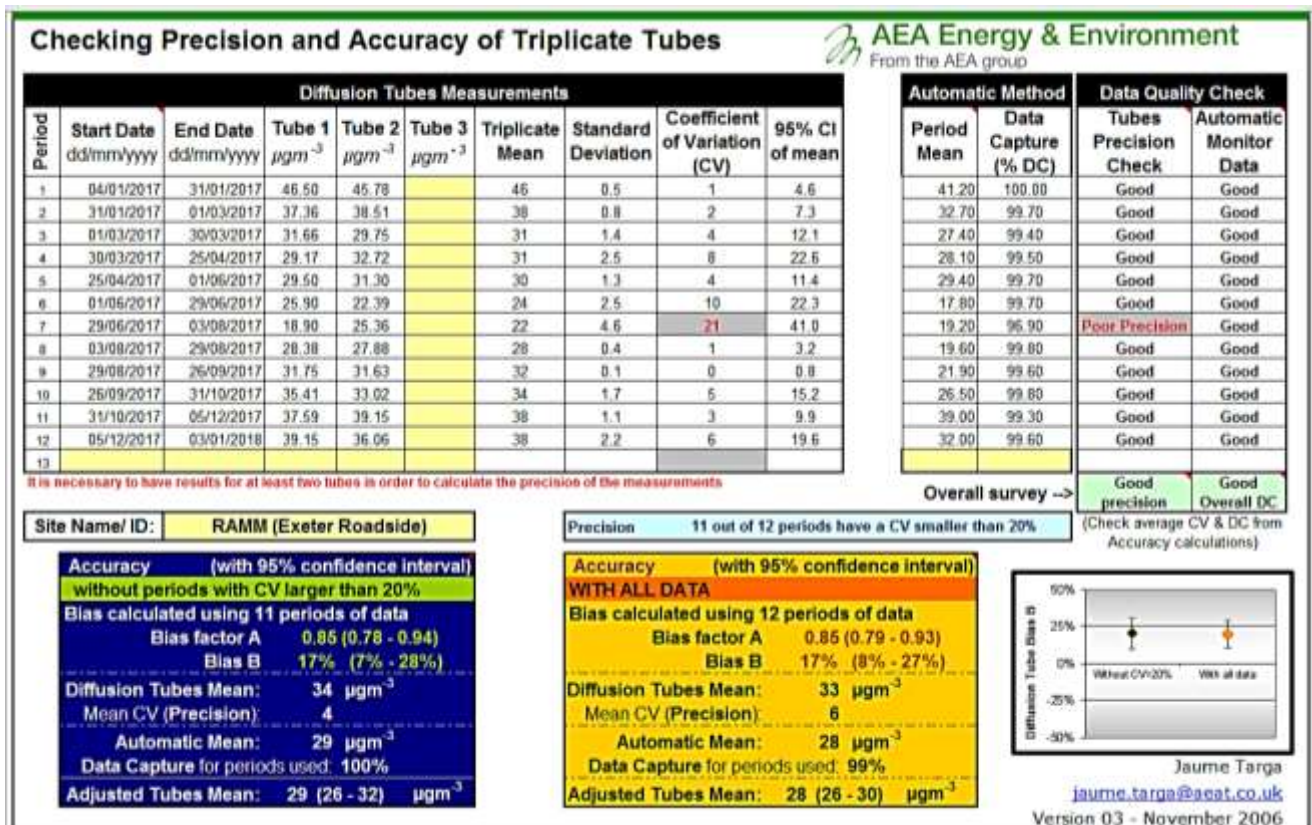 Checking Precision and Accuracy of Triplicate Tubes
AEA Energy & Environment
From the AEA group
Diffusion Tubes Measurements
Period Start Date dd/mm/yyyy End Date dd/mm/yyyy Tube 1 µgm⁻³ Tube 2 µgm⁻³ Tube 3 µgm⁻³ Triplicate Mean Standard Deviation Coefficient of Variation (CV) 95% CI of mean
1 04/01/2017 31/01/2017 46.50 45.78 46 0.5 1 4.6
2 31/01/2017 01/03/2017 37.36 38.51 38 0.8 2 7.3
3 01/03/2017 30/03/2017 31.66 29.75 31 1.4 4 12.1
4 30/03/2017 25/04/2017 29.17 32.72 31 2.5 8 22.6
5 25/04/2017 01/06/2017 29.50 31.30 30 1.3 4 11.4
6 01/06/2017 29/06/2017 25.90 22.39 24 2.5 10 22.3
7 29/06/2017 03/08/2017 18.90 25.36 22 4.6 21 41.0
8 03/08/2017 29/08/2017 28.38 27.88 28 0.4 1 3.2
9 29/08/2017 26/09/2017 31.75 31.63 32 0.1 0 0.8
10 26/09/2017 31/10/2017 35.41 33.02 34 1.7 5 15.2
11 31/10/2017 05/12/2017 37.59 39.15 38 1.1 3 9.9
12 05/12/2017 03/01/2018 39.15 36.06 38 2.2 6 19.6
13
It is necessary to have results for at least two tubes in order to calculate the precision of the measurements
Automatic Method
Period Mean Data Capture (% DC)
41.20 100.00
32.70 99.70
27.40 99.40
28.10 99.50
29.40 99.70
17.80 99.70
19.20 96.90
19.60 99.80
21.90 99.60
26.50 99.80
39.00 99.30
32.00 99.60
Data Quality Check
Tubes Precision Check Automatic Monitor Data
Good Good
Good Good
Good Good
Good Good
Good Good
Good Good
Poor Precision Good
Good Good
Good Good
Good Good
Good Good
Good Good
Overall survey --> Good precision Good Overall DC
(Check average CV & DC from
Accuracy calculations)
Site Name/ ID: RAMM (Exeter Roadside)
Precision 11 out of 12 periods have a CV smaller than 20%
Accuracy (with 95% confidence interval)
without periods with CV larger than 20%
Bias calculated using 11 periods of data
Bias factor A 0.85 (0.78 - 0.94)
Bias B 17% (7% - 28%)
Diffusion Tubes Mean: 34 µgm⁻³
Mean CV (Precision): 4
Automatic Mean: 29 µgm⁻³
Data Capture for periods used: 100%
Adjusted Tubes Mean: 29 (26 - 32) µgm⁻³
Accuracy (with 95% confidence interval)
WITH ALL DATA
Bias calculated using 12 periods of data
Bias factor A 0.85 (0.79 - 0.93)
Bias B 17% (8% - 27%)
Diffusion Tubes Mean: 33 µgm⁻³
Mean CV (Precision): 6
Automatic Mean: 28 µgm⁻³
Data Capture for periods used: 99%
Adjusted Tubes Mean: 28 (26 - 30) µgm⁻³
Diffusion Tube Bias B
50%
25%
0%
-25%
-50%
Without CV>20% With all data
Jaume Targa
jaume.targa@aeat.co.uk
Version 03 - November 2006